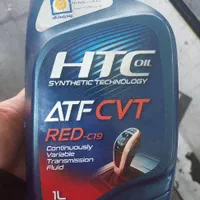 HTC OIL
SYNTHETIC TECHNOLOGY
ATF CVT
RED-C19
Continuously
Variable
Transmission
Fluid
1L